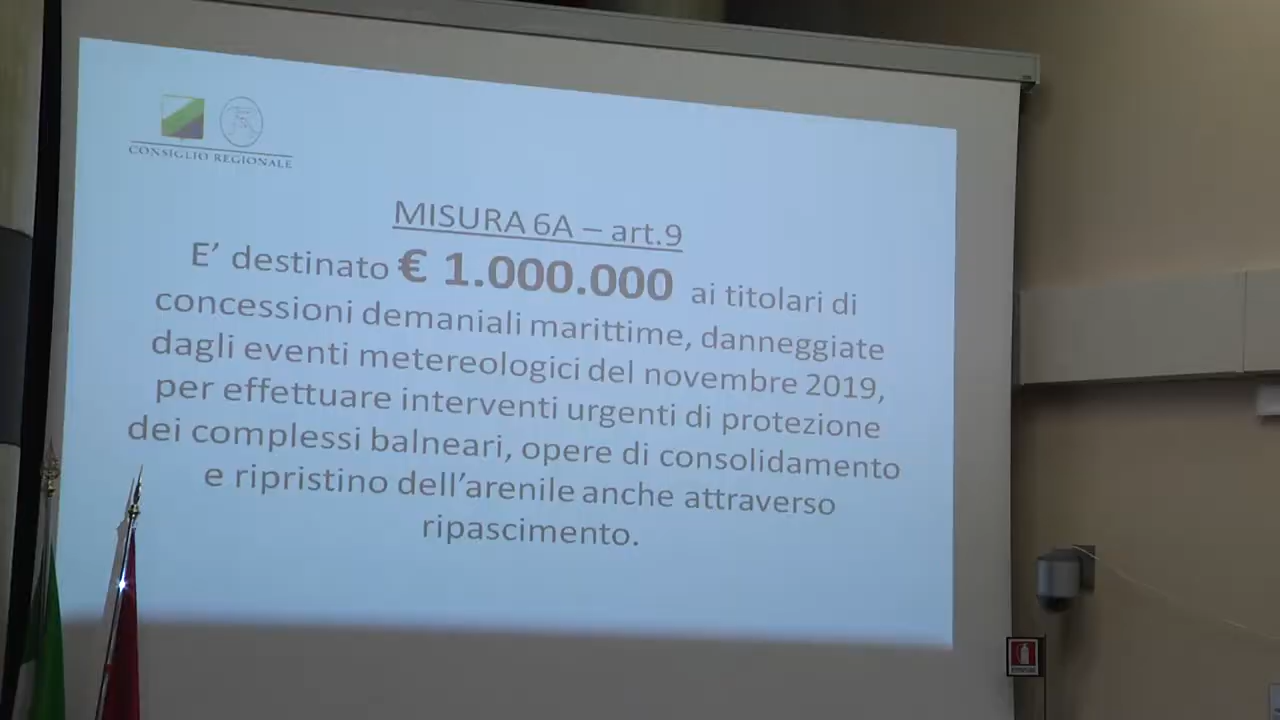 CONSIGLIO REGIONALE
MISURA 6A – art.9
E' destinato € 1.000.000 ai titolari di
concessioni demaniali marittime, danneggiate
dagli eventi metereologici del novembre 2019,
per effettuare interventi urgenti di protezione
dei complessi balneari, opere di consolidamento
e ripristino dell'arenile anche attraverso
ripascimento.